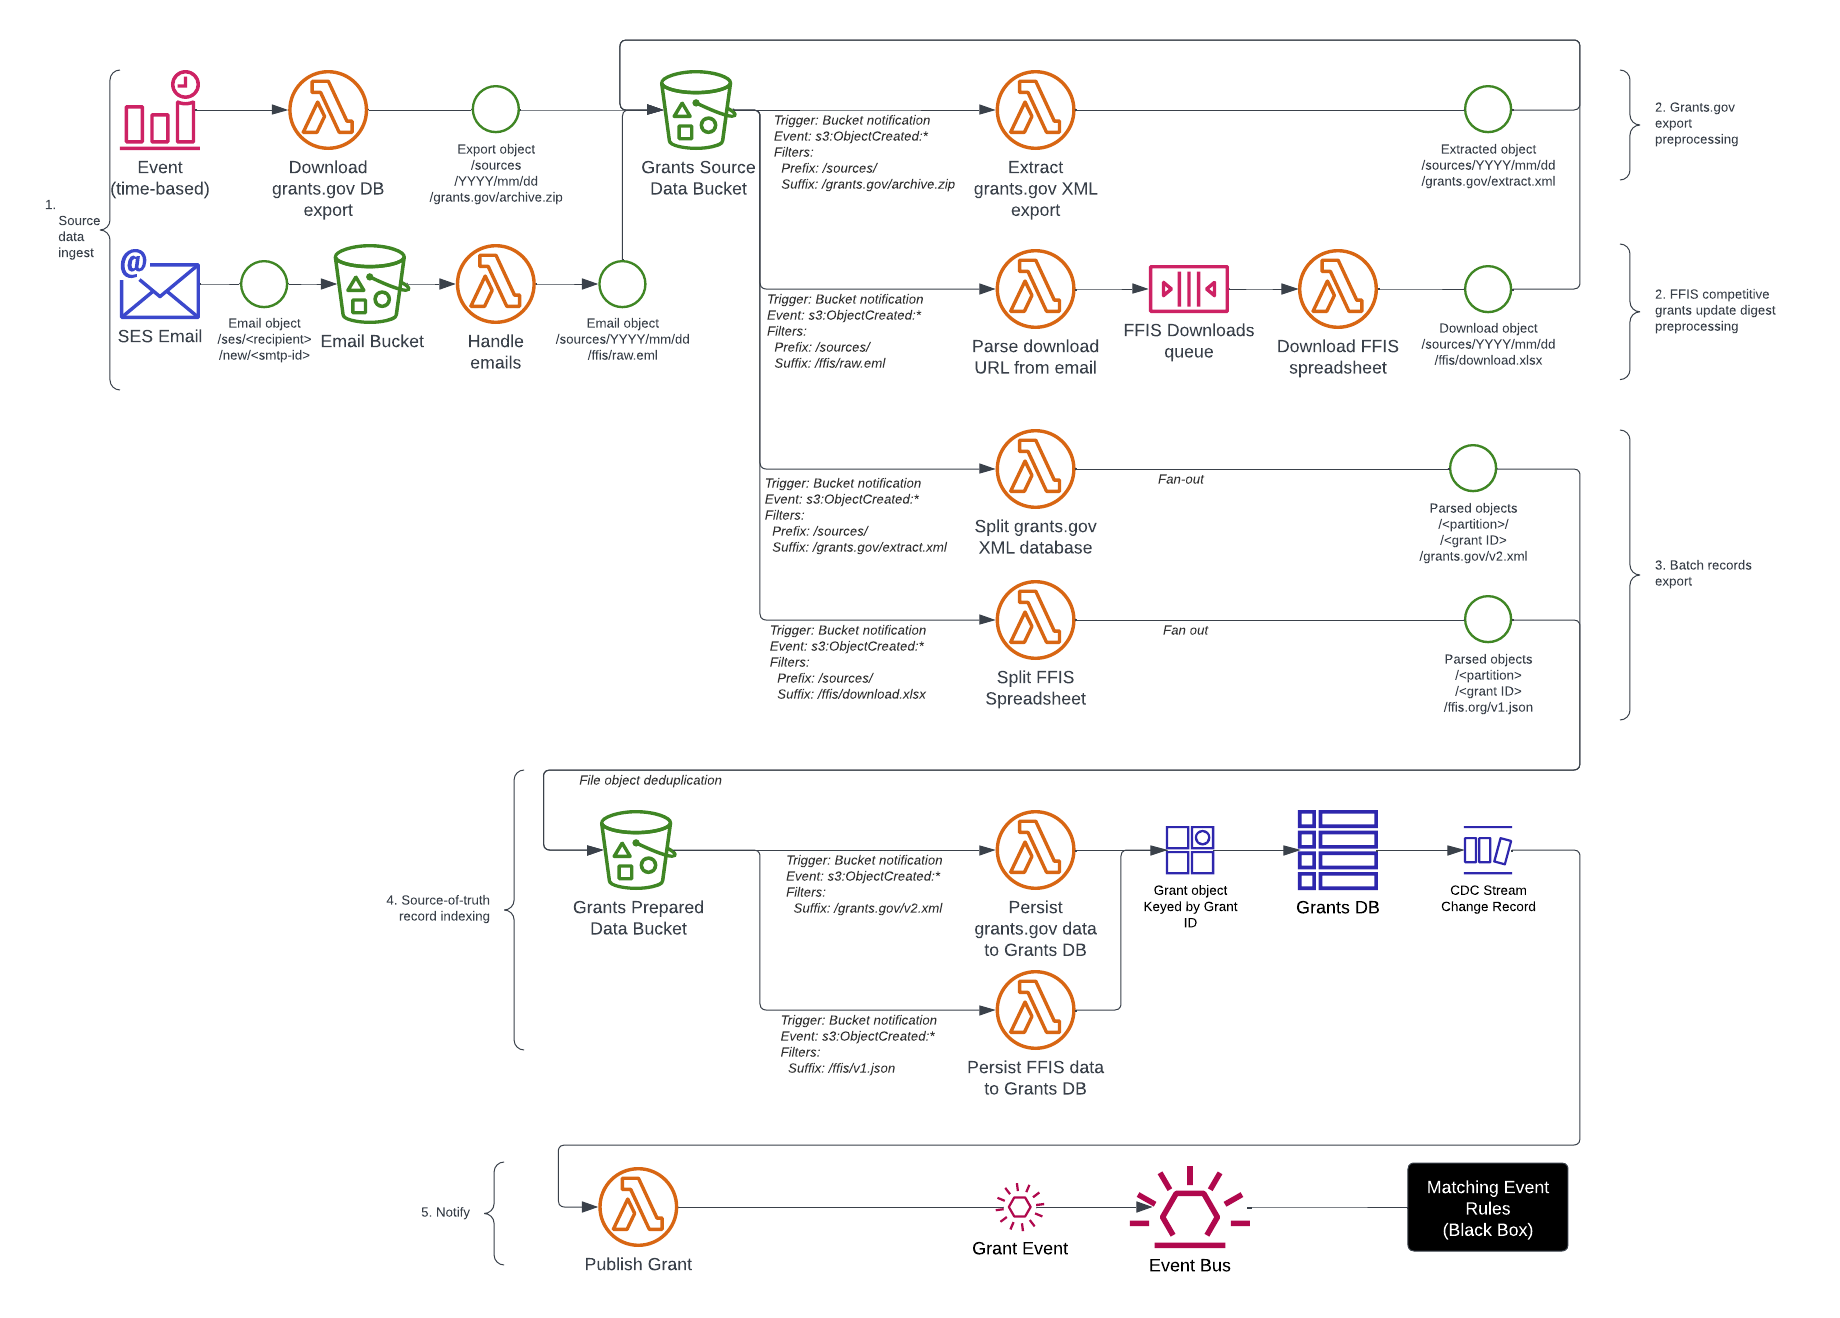 1.
Source
data
ingest
Event
(time-based)
Download
grants.gov DB
export
Export object
/sources
/YYYY/mm/dd
/grants.gov/archive.zip
Grants Source
Data Bucket
Trigger: Bucket notification
Event: s3:ObjectCreated:*
Filters:
Prefix: /sources/
Suffix: /grants.gov/archive.zip
Extract
grants.gov XML
export
Extracted object
/sources/YYYY/mm/dd
/grants.gov/extract.xml
2. Grants.gov
export
preprocessing
@
SES Email
Email object
/ses/<recipient>
/new/<smtp-id>
Email Bucket
Handle
emails
Email object
/sources/YYYY/mm/dd
/ffis/raw.eml
Trigger: Bucket notification
Event: s3:ObjectCreated:*
Filters:
Prefix: /sources/
Suffix: /ffis/raw.eml
Parse download
URL from email
FFIS Downloads
queue
Download FFIS
spreadsheet
Download object
/sources/YYYY/mm/dd
/ffis/download.xlsx
2. FFIS competitive
grants update digest
preprocessing
Trigger: Bucket notification
Event: s3:ObjectCreated:*
Filters:
Prefix: /sources/
Suffix: /grants.gov/extract.xml
Split grants.gov
XML database
Fan-out
Parsed objects
/<partition>/
/<grant ID>
/grants.gov/v2.xml
3. Batch records
export
Trigger: Bucket notification
Event: s3:ObjectCreated:*
Filters:
Prefix: /sources/
Suffix: /ffis/download.xlsx
Split FFIS
Spreadsheet
Fan out
Parsed objects
/<partition>
/<grant ID>
/ffis.org/v1.json
File object deduplication
4. Source-of-truth
record indexing
Grants Prepared
Data Bucket
Trigger: Bucket notification
Event: s3:ObjectCreated:*
Filters:
Suffix: /grants.gov/v2.xml
Persist
grants.gov data
to Grants DB
Grant object
Keyed by Grant
ID
Grants DB
CDC Stream
Change Record
Trigger: Bucket notification
Event: s3:ObjectCreated:*
Filters:
Suffix: /ffis/v1.json
Persist FFIS data
to Grants DB
5. Notify
Publish Grant
Grant Event
Event Bus
Matching Event
Rules
(Black Box)